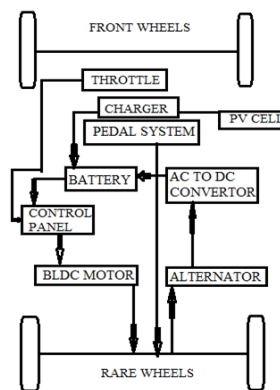 FRONT WHEELS
THROTTLE
CHARGER
PV CELL
PEDAL SYSTEM
BATTERY
AC TO DC
CONVERTOR
CONTROL
PANEL
BLDC MOTOR
ALTERNATOR
RARE WHEELS